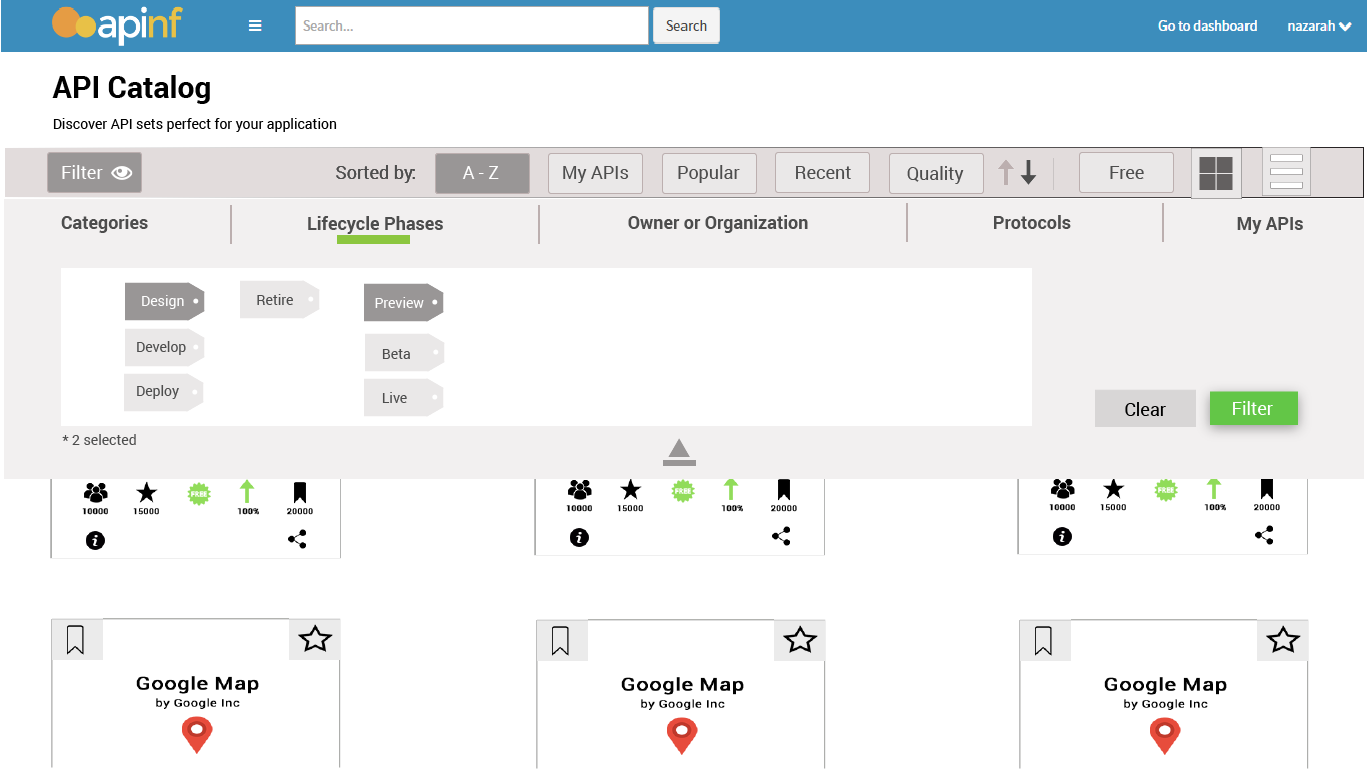 apinf Search... Search Go to dashboard nazarah
API Catalog
Discover API sets perfect for your application
Filter Sorted by: A - Z My APIs Popular Recent Quality Free
Categories Lifecycle Phases Owner or Organization Protocols My APIs
Design Retire Preview
Develop Beta
Deploy Live
Clear Filter
* 2 selected
FREE FREE FREE
10000 15000 100% 20000 10000 15000 100% 20000 10000 15000 100% 20000
i i i
Google Map Google Map Google Map
by Google Inc by Google Inc by Google Inc